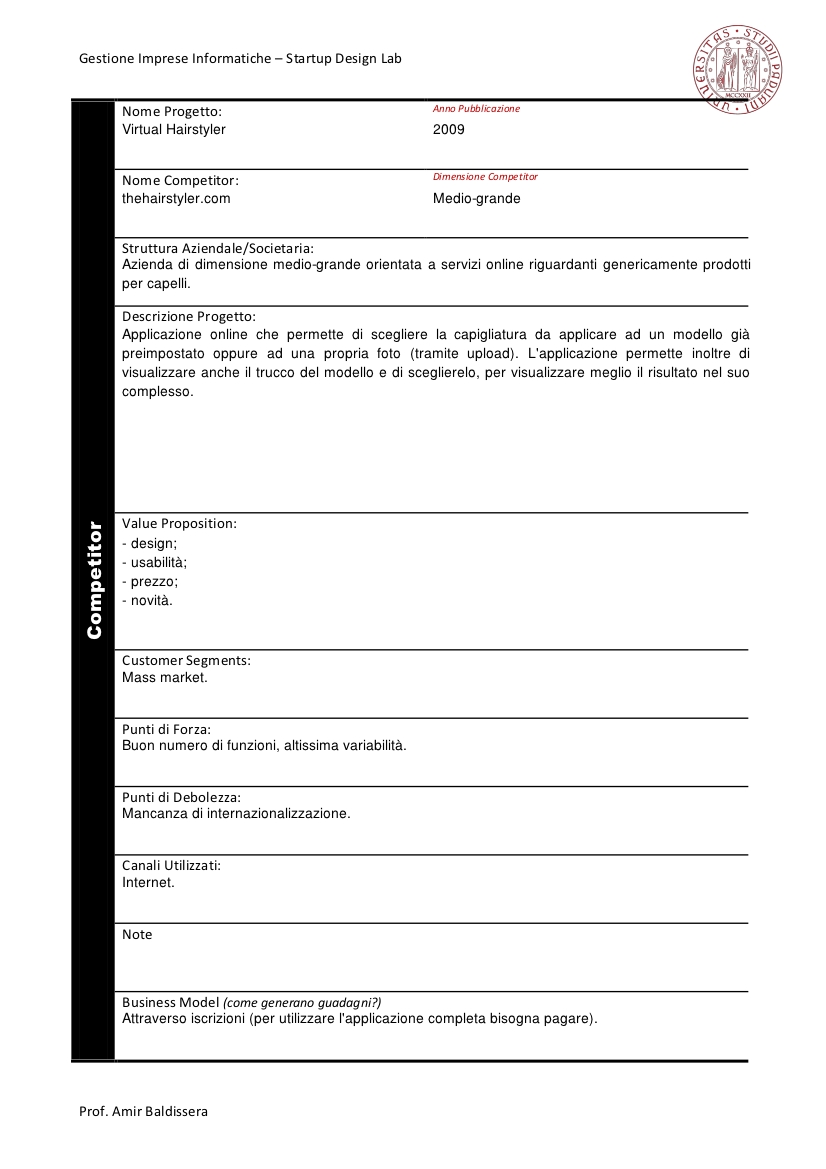 Gestione Imprese Informatiche – Startup Design Lab
UNIVERSITAS • STUDII PADUANI •
MCCXXII
Nome Progetto:
Anno Pubblicazione
Virtual Hairstyler
2009
Nome Competitor:
Dimensione Competitor
thehairstyler.com
Medio-grande
Struttura Aziendale/Societaria:
Azienda di dimensione medio-grande orientata a servizi online riguardanti genericamente prodotti
per capelli.
Descrizione Progetto:
Applicazione online che permette di scegliere la capigliatura da applicare ad un modello già
preimpostato oppure ad una propria foto (tramite upload). L'applicazione permette inoltre di
visualizzare anche il trucco del modello e di sceglierelo, per visualizzare meglio il risultato nel suo
complesso.
Competitor
Value Proposition:
- design;
- usabilità;
- prezzo;
- novità.
Customer Segments:
Mass market.
Punti di Forza:
Buon numero di funzioni, altissima variabilità.
Punti di Debolezza:
Mancanza di internazionalizzazione.
Canali Utilizzati:
Internet.
Note
Business Model (come generano guadagni?)
Attraverso iscrizioni (per utilizzare l'applicazione completa bisogna pagare).
Prof. Amir Baldissera